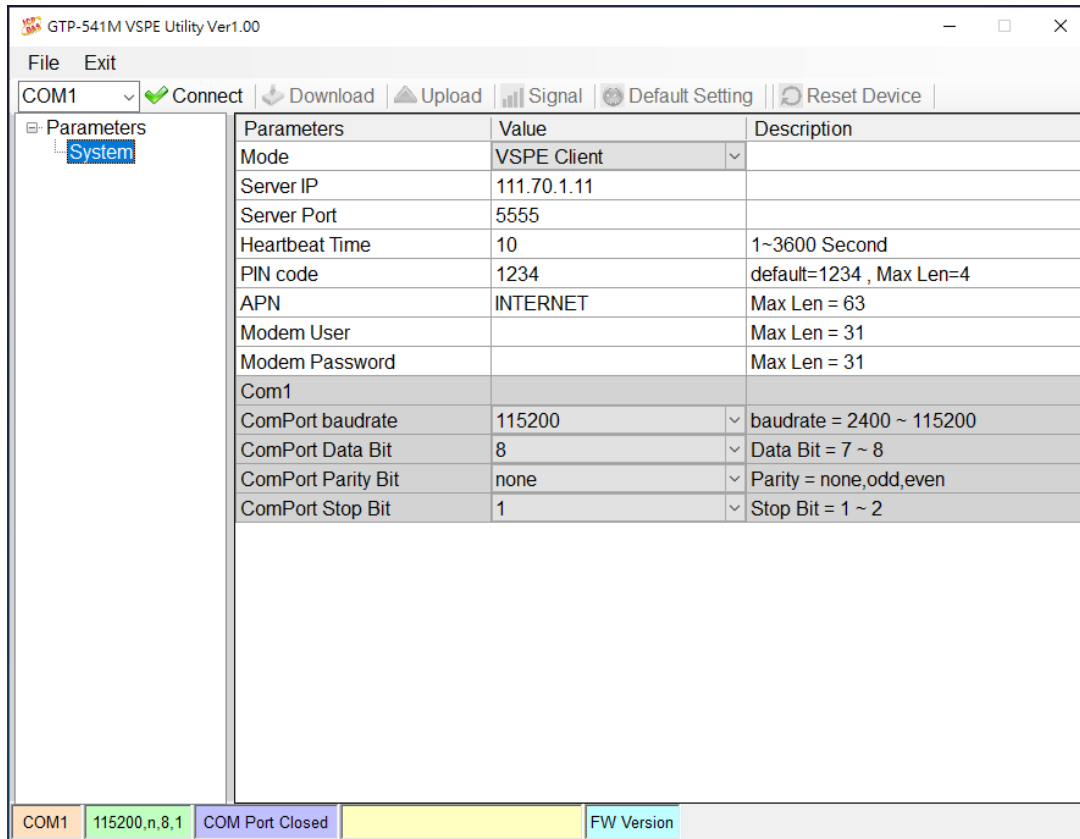 GTP-541M VSPE Utility Ver1.00
File Exit
COM1 Connect Download Upload Signal Default Setting Reset Device
Parameters
System
Parameters Value Description
Mode VSPE Client
Server IP 111.70.1.11
Server Port 5555
Heartbeat Time 10 1~3600 Second
PIN code 1234 default=1234 , Max Len=4
APN INTERNET Max Len = 63
Modem User Max Len = 31
Modem Password Max Len = 31
Com1
ComPort baudrate 115200 baudrate = 2400 ~ 115200
ComPort Data Bit 8 Data Bit = 7 ~ 8
ComPort Parity Bit none Parity = none,odd,even
ComPort Stop Bit 1 Stop Bit = 1 ~ 2
COM1 115200,n,8,1 COM Port Closed FW Version